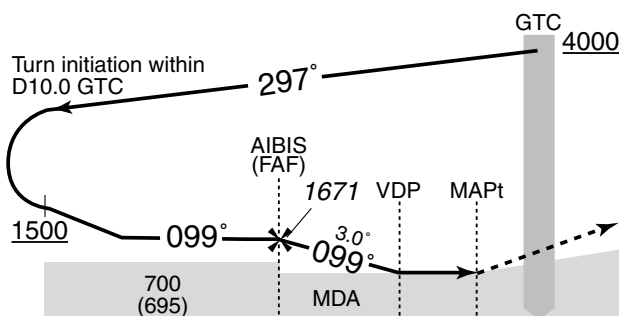 GTC
4000
Turn initiation within
D10.0 GTC
297°
AIBIS
(FAF)
1671
VDP
MAPt
1500
099°
3.0°
099°
700
(695)
MDA